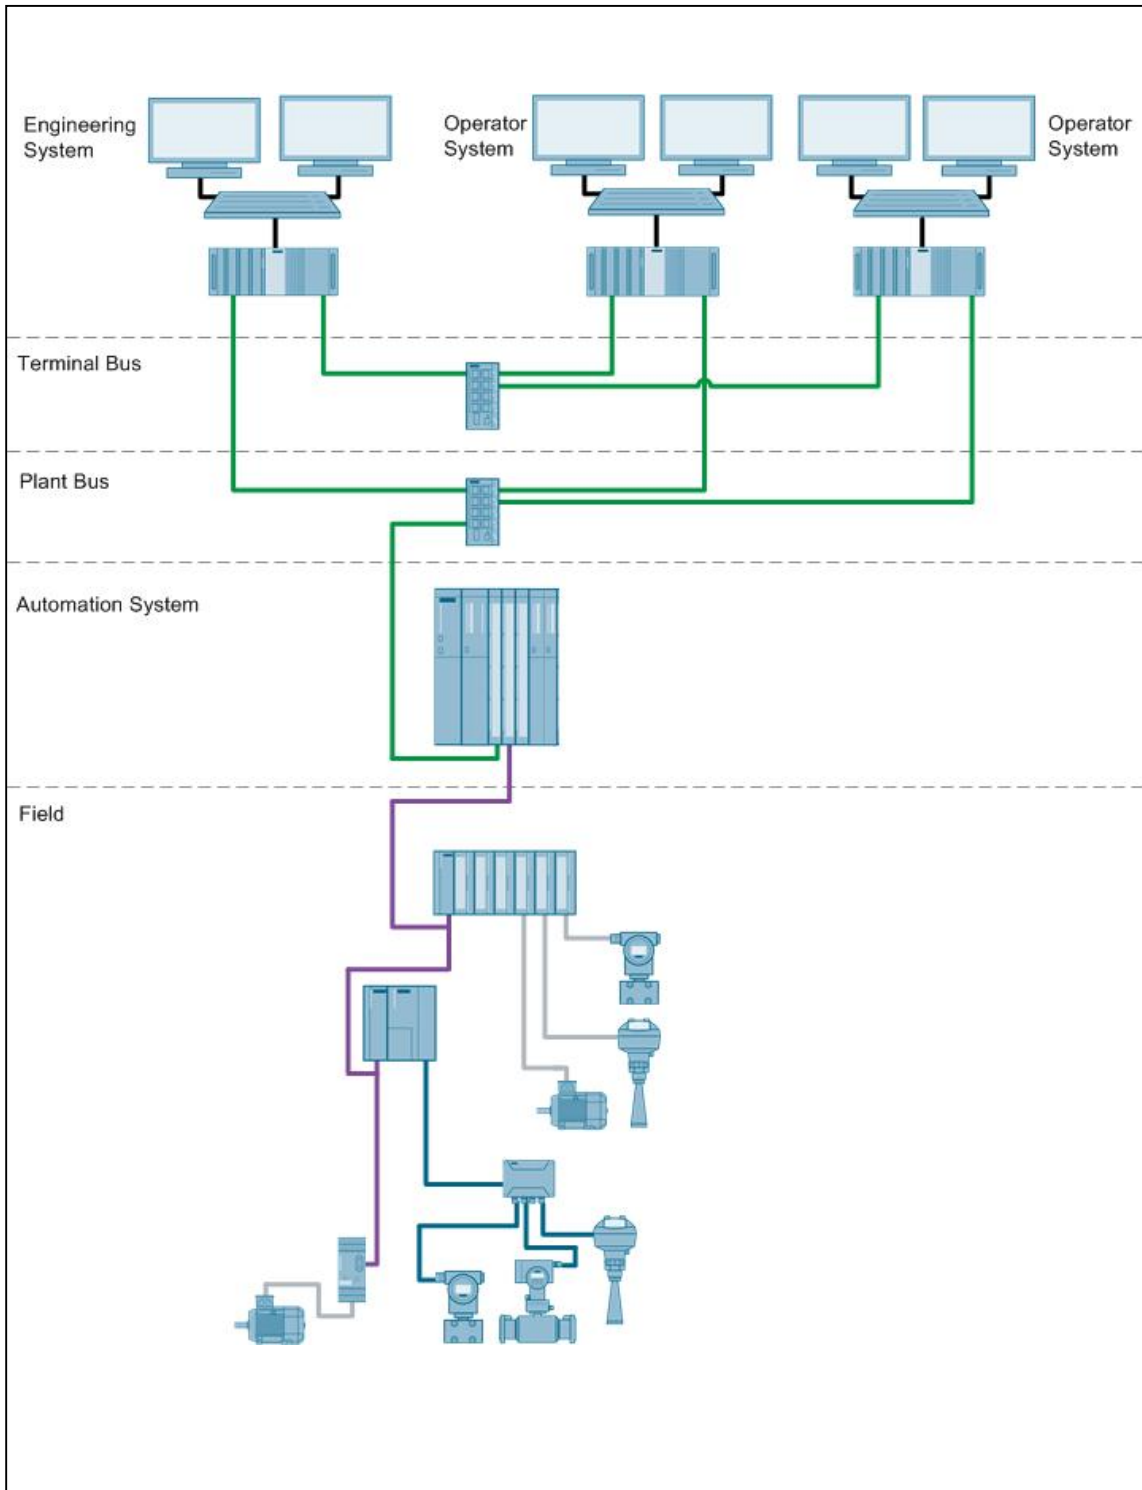 Engineering
System
Operator
System
Operator
System
Terminal Bus
Plant Bus
Automation System
Field